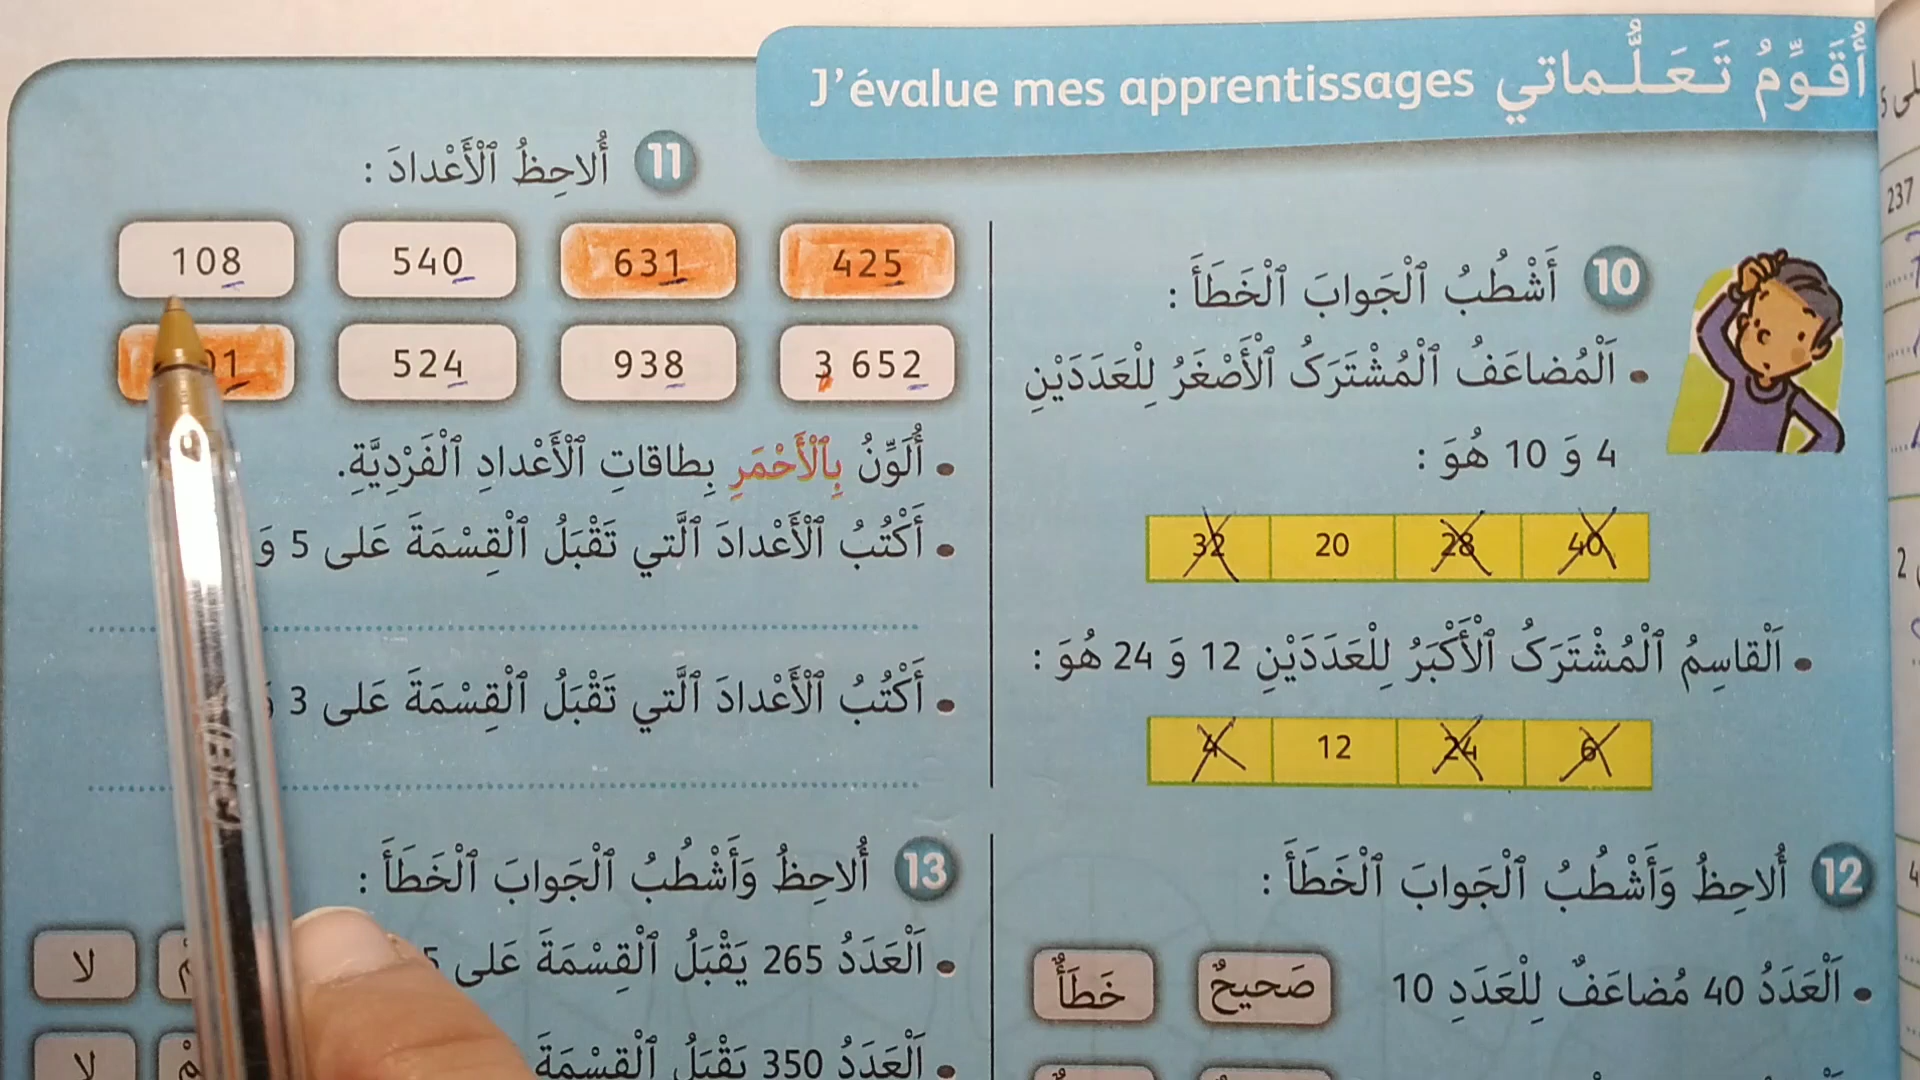 أُقَوِّمُ تَعَلُّماتي J'évalue mes apprentissages
10 أَشْطُبُ ٱلْجَوابَ ٱلْخَطَأَ :
• اَلْمُضاعَفُ ٱلْمُشْتَرَكُ ٱلْأَصْغَرُ لِلْعَدَدَيْنِ
4 وَ 10 هُوَ :
32 20 28 40
• اَلْقاسِمُ ٱلْمُشْتَرَكُ ٱلْأَكْبَرُ لِلْعَدَدَيْنِ 12 وَ 24 هُوَ :
4 12 24 6
11 أُلاحِظُ ٱلْأَعْدادَ :
108 540 631 425
01 524 938 3 652
• أُلَوِّنُ بِٱلْأَحْمَرِ بِطاقاتِ ٱلْأَعْدادِ ٱلْفَرْدِيَّةِ.
• أَكْتُبُ ٱلْأَعْدادَ ٱلَّتي تَقْبَلُ ٱلْقِسْمَةَ عَلى 5 وَ
• أَكْتُبُ ٱلْأَعْدادَ ٱلَّتي تَقْبَلُ ٱلْقِسْمَةَ عَلى 3
12 أُلاحِظُ وَأَشْطُبُ ٱلْجَوابَ ٱلْخَطَأَ :
• اَلْعَدَدُ 40 مُضاعَفٌ لِلْعَدَدِ 10 صَحيحٌ خَطَأٌ
13 أُلاحِظُ وَأَشْطُبُ ٱلْجَوابَ ٱلْخَطَأَ :
• اَلْعَدَدُ 265 يَقْبَلُ ٱلْقِسْمَةَ عَلى 5 لا
• اَلْعَدَدُ 350 يَقْبَلُ ٱلْقِسْمَةَ لا
237